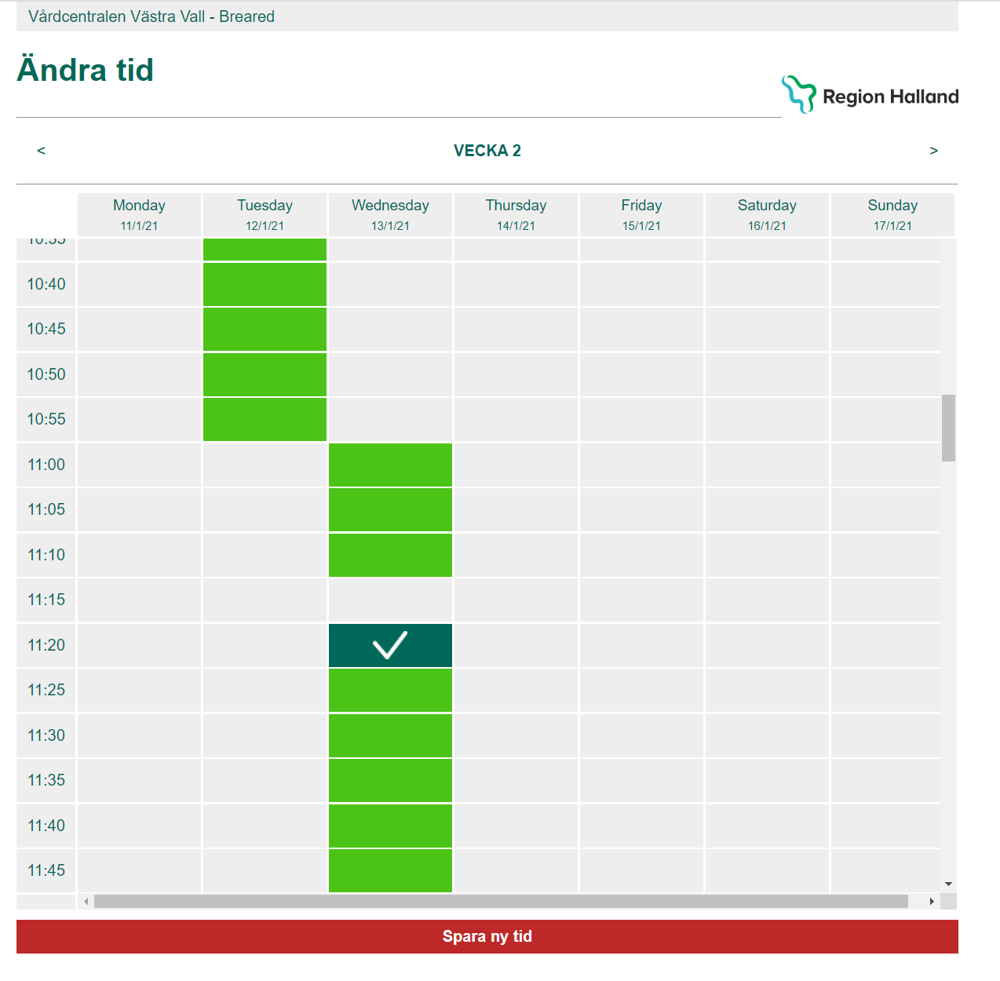 Vårdcentralen Västra Vall - Breared
Ändra tid
Region Halland
< VECKA 2 >
Monday Tuesday Wednesday Thursday Friday Saturday Sunday
11/1/21 12/1/21 13/1/21 14/1/21 15/1/21 16/1/21 17/1/21
10:40
10:45
10:50
10:55
11:00
11:05
11:10
11:15
11:20
11:25
11:30
11:35
11:40
11:45
Spara ny tid